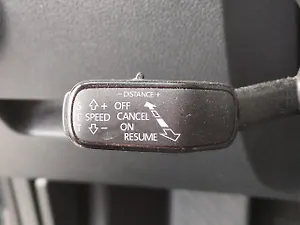 - DISTANCE +
+ OFF
SPEED CANCEL
- ON
RESUME